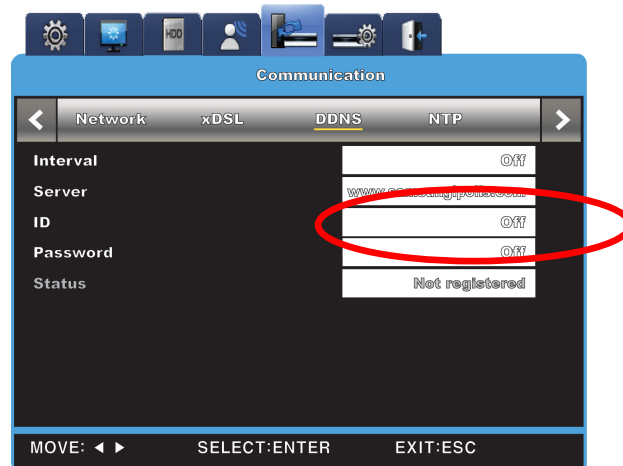 HDD
Communication
Network xDSL DDNS NTP
Interval Off
Server
ID Off
Password Off
Status Not registered
MOVE: ◄ ► SELECT:ENTER EXIT:ESC